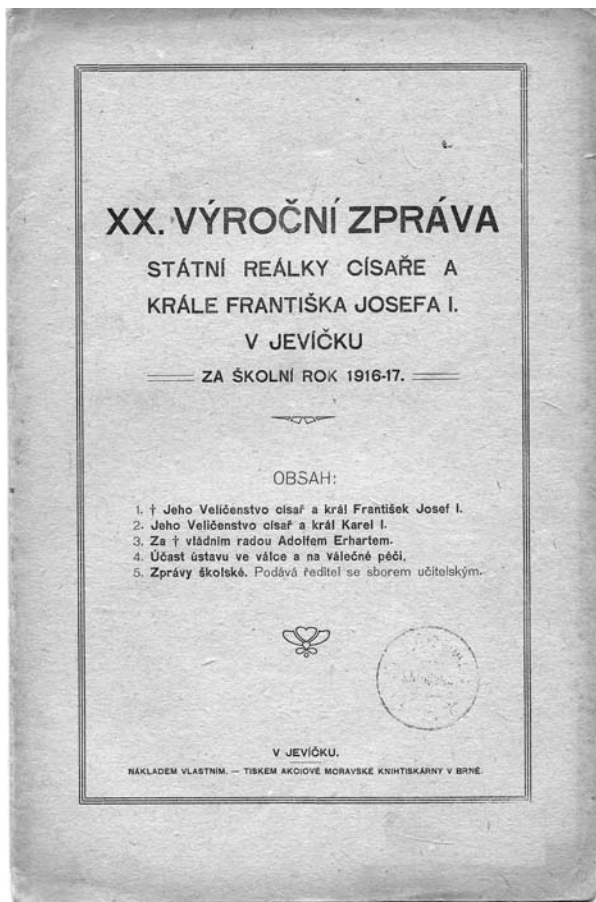 XX. VÝROČNÍ ZPRÁVA
STÁTNÍ REÁLKY CÍSAŘE A
KRÁLE FRANTIŠKA JOSEFA I.
V JEVÍČKU
ZA ŠKOLNÍ ROK 1916-17.
OBSAH:
1. † Jeho Veličenstvo císař a král František Josef I.
2. Jeho Veličenstvo císař a král Karel I.
3. Za † vládním radou Adolfem Erhartem.
4. Účast ústavu ve válce a na válečné péči.
5. Zprávy školské. Podává ředitel se sborem učitelským.
V JEVÍČKU.
NÁKLADEM VLASTNÍM. — TISKEM AKCIOVÉ MORAVSKÉ KNIHTISKÁRNY V BRNĚ.